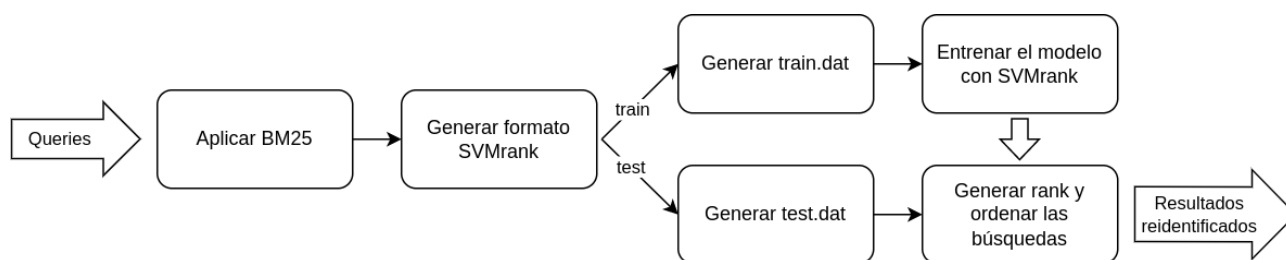 Queries
Aplicar BM25
Generar formato
SVMrank
train
test
Generar train.dat
Entrenar el modelo
con SVMrank
Generar test.dat
Generar rank y
ordenar las
búsquedas
Resultados
reidentificados